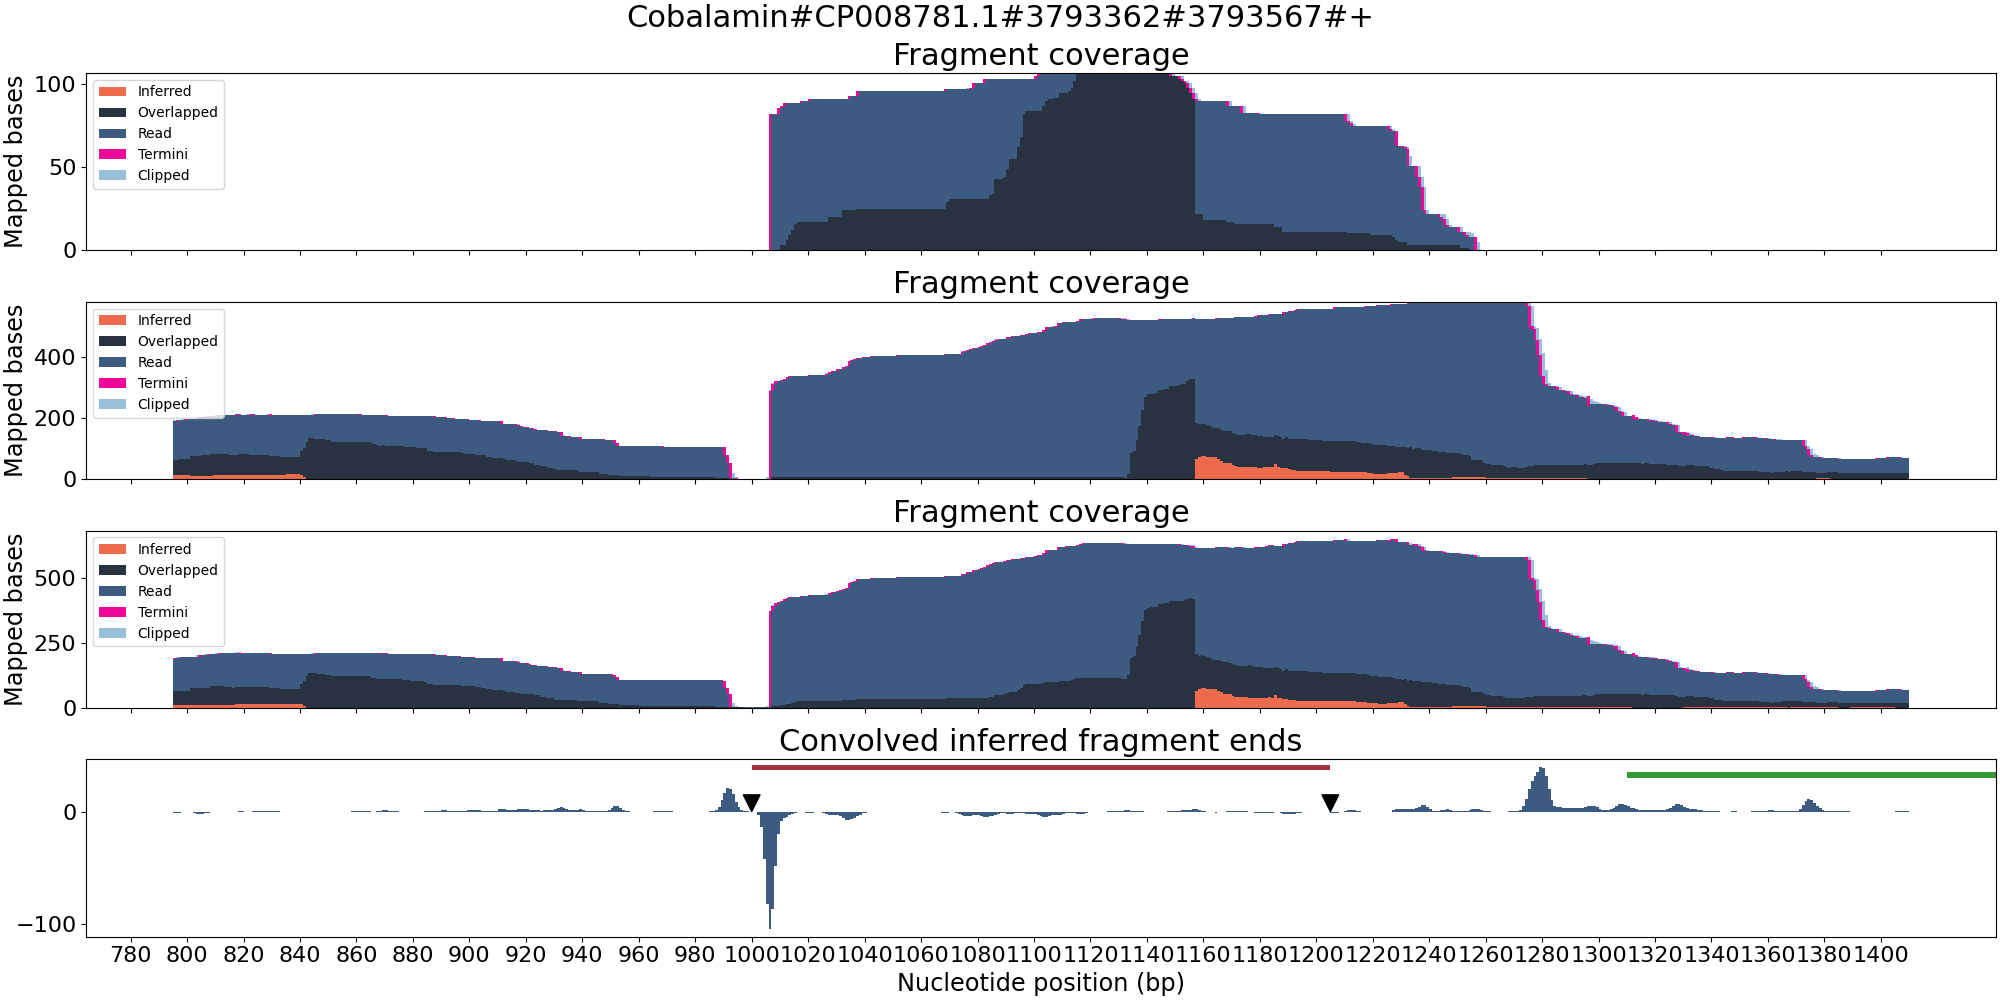 Cobalamin#CP008781.1#3793362#3793567#+
Fragment coverage
Mapped bases
100
50
0
Inferred
Overlapped
Read
Termini
Clipped
Fragment coverage
Mapped bases
400
200
0
Inferred
Overlapped
Read
Termini
Clipped
Fragment coverage
Mapped bases
500
250
0
Inferred
Overlapped
Read
Termini
Clipped
Convolved inferred fragment ends
0
−100
780 800 820 840 860 880 900 920 940 960 980 1000 1020 1040 1060 1080 1100 1120 1140 1160 1180 1200 1220 1240 1260 1280 1300 1320 1340 1360 1380 1400
Nucleotide position (bp)